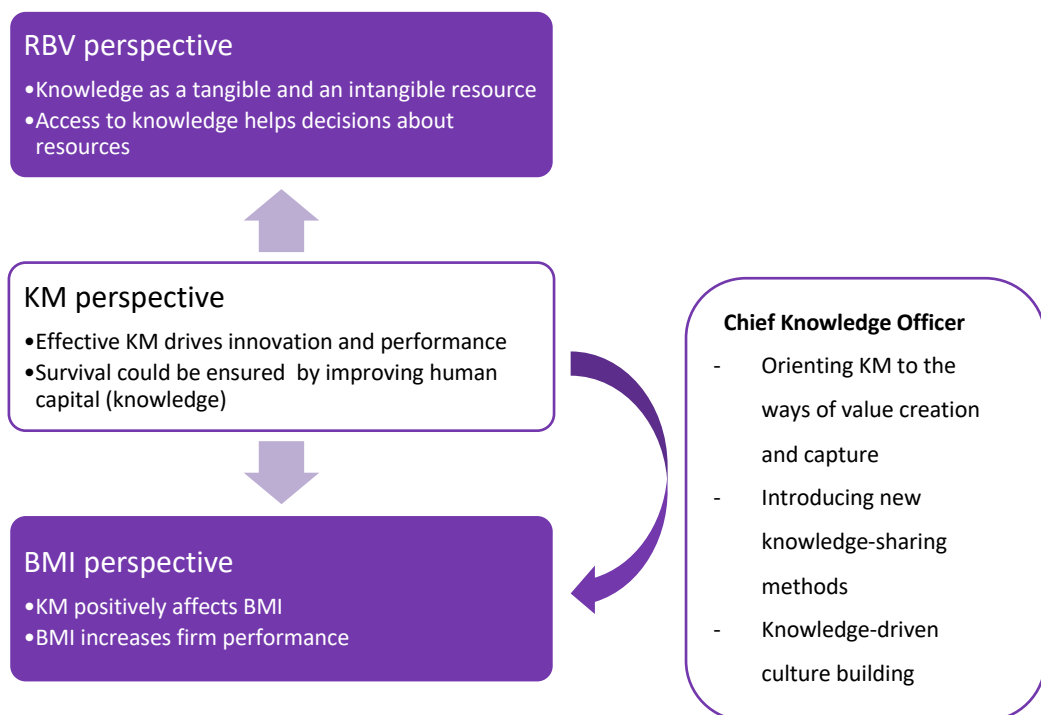 RBV perspective
•Knowledge as a tangible and an intangible resource
•Access to knowledge helps decisions about
resources
KM perspective
•Effective KM drives innovation and performance
•Survival could be ensured  by improving human
capital (knowledge)
BMI perspective
•KM positively affects BMI
•BMI increases firm performance
Chief Knowledge Officer
- Orienting KM to the
ways of value creation
and capture
- Introducing new
knowledge-sharing
methods
- Knowledge-driven
culture building